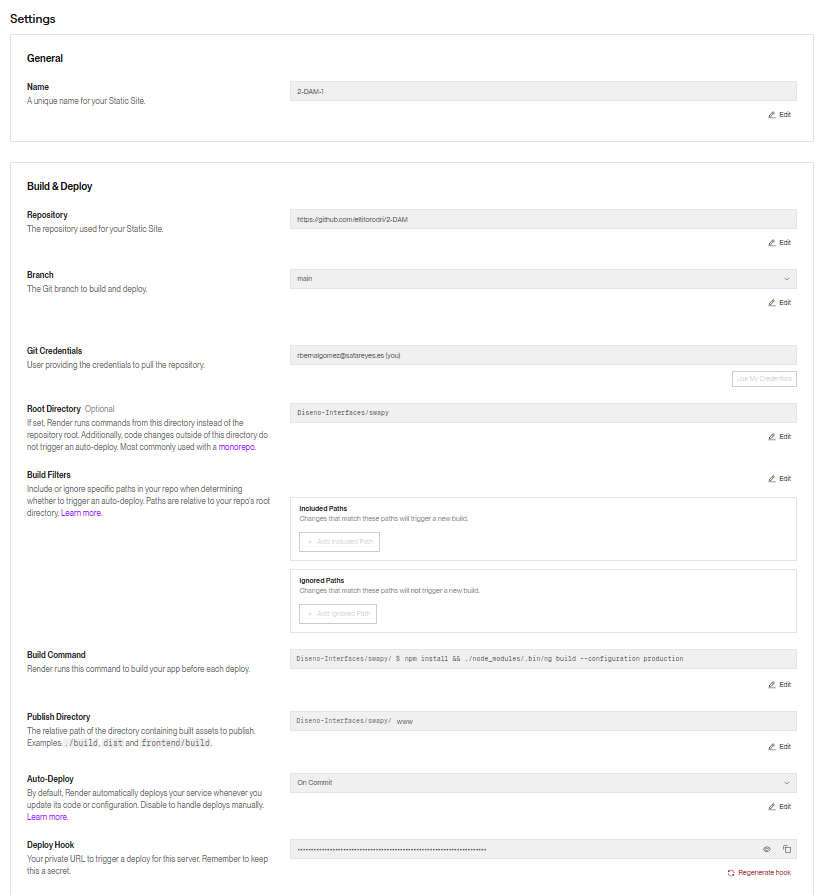 Settings
General
Name
A unique name for your Static Site.
2-DAM-1
Edit
Build & Deploy
Repository
The repository used for your Static Site.
https://github.com/eltitorodri/2-DAM
Edit
Branch
The Git branch to build and deploy.
main
Edit
Git Credentials
User providing the credentials to pull the repository.
rbernalgomez@safareyes.es (you)
Use My Credentials
Root Directory Optional
If set, Render runs commands from this directory instead of the
repository root. Additionally, code changes outside of this directory do
not trigger an auto-deploy. Most commonly used with a monorepo.
Diseno-Interfaces/swapy
Edit
Build Filters
Include or ignore specific paths in your repo when determining
whether to trigger an auto-deploy. Paths are relative to your repo's root
directory. Learn more.
Edit
Included Paths
Changes that match these paths will trigger a new build.
+ Add Included Path
Ignored Paths
Changes that match these paths will not trigger a new build.
+ Add Ignored Path
Build Command
Render runs this command to build your app before each deploy.
Diseno-Interfaces/swapy/ $ npm install && ./node_modules/.bin/ng build --configuration production
Edit
Publish Directory
The relative path of the directory containing built assets to publish.
Examples: ./build, dist and frontend/build.
Diseno-Interfaces/swapy/ www
Edit
Auto-Deploy
By default, Render automatically deploys your service whenever you
update its code or configuration. Disable to handle deploys manually.
Learn more.
On Commit
Edit
Deploy Hook
Your private URL to trigger a deploy for this server. Remember to keep
this a secret.
Regenerate hook